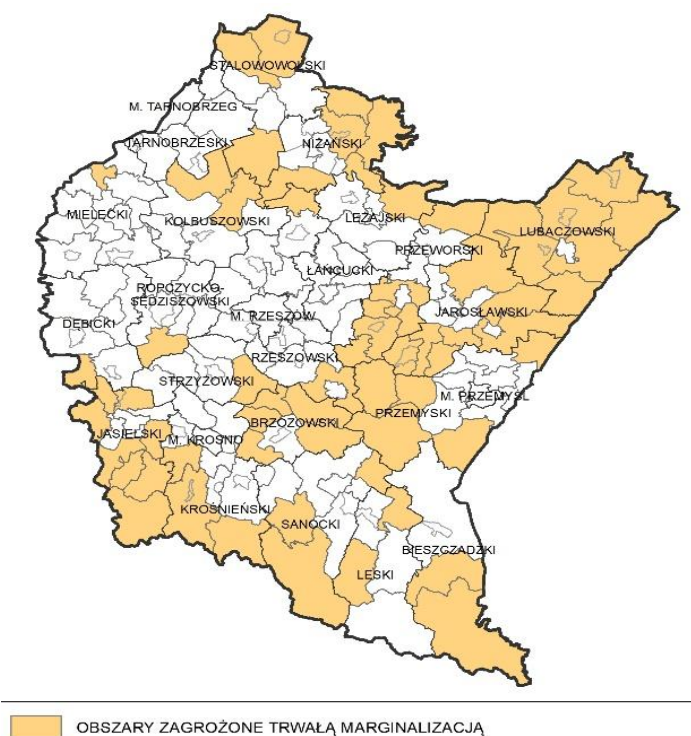 STALOWOWOLSKI
M. TARNOBRZEG
TARNOBRZESKI
NIŻAŃSKI
MIELECKI
KOLBUSZOWSKI
LEŻAJSKI
LUBACZOWSKI
PRZEWORSKI
ŁAŃCUCKI
ROPCZYCKO-
SĘDZISZOWSKI
DĘBICKI
M. RZESZÓW
JAROSŁAWSKI
RZESZOWSKI
STRZYŻOWSKI
M. PRZEMYŚL
PRZEMYSKI
BRZOZOWSKI
JASIELSKI
M. KROSNO
KROŚNIEŃSKI
SANOCKI
BIESZCZADZKI
LESKI
OBSZARY ZAGROŻONE TRWAŁĄ MARGINALIZACJĄ